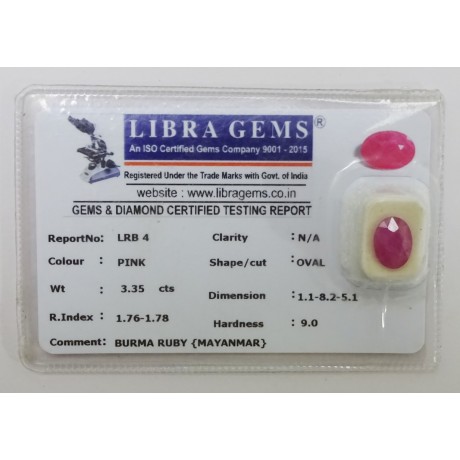 LIBRA GEMS®
An ISO Certified Gems Company 9001 - 2015
Registered Under the Trade Marks with Govt. of India
website : www.libragems.co.in
GEMS & DIAMOND CERTIFIED TESTING REPORT
ReportNo: LRB 4 Clarity : N/A
Colour : PINK Shape/cut : OVAL
Wt : 3.35 cts Dimension : 1.1-8.2-5.1
R.Index : 1.76-1.78 Hardness : 9.0
Comment: BURMA RUBY {MAYANMAR}